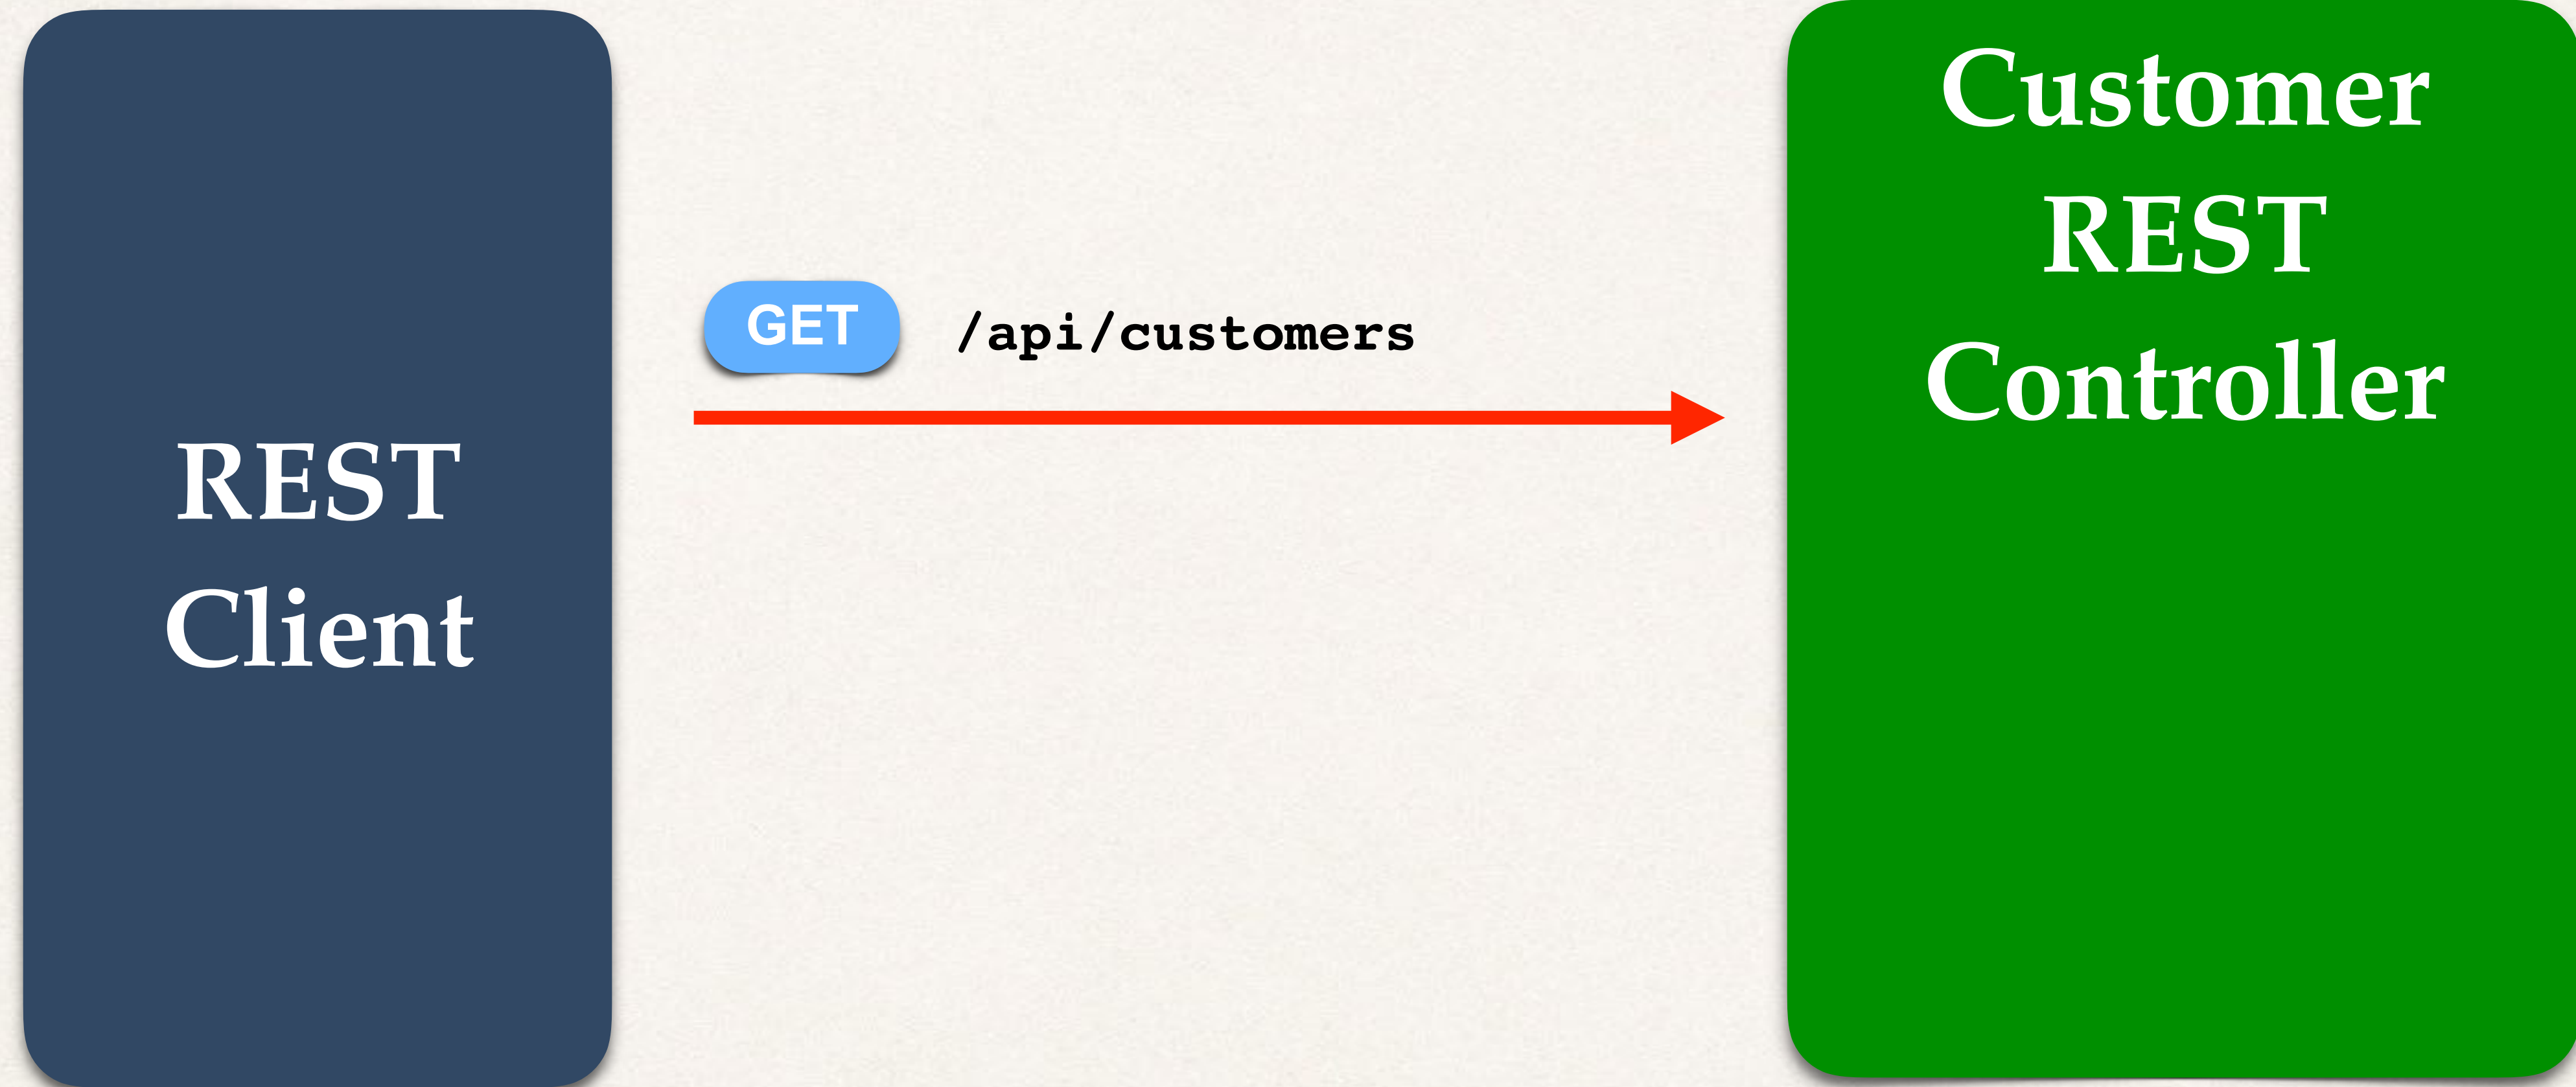 REST
Client
GET /api/customers
Customer
REST
Controller